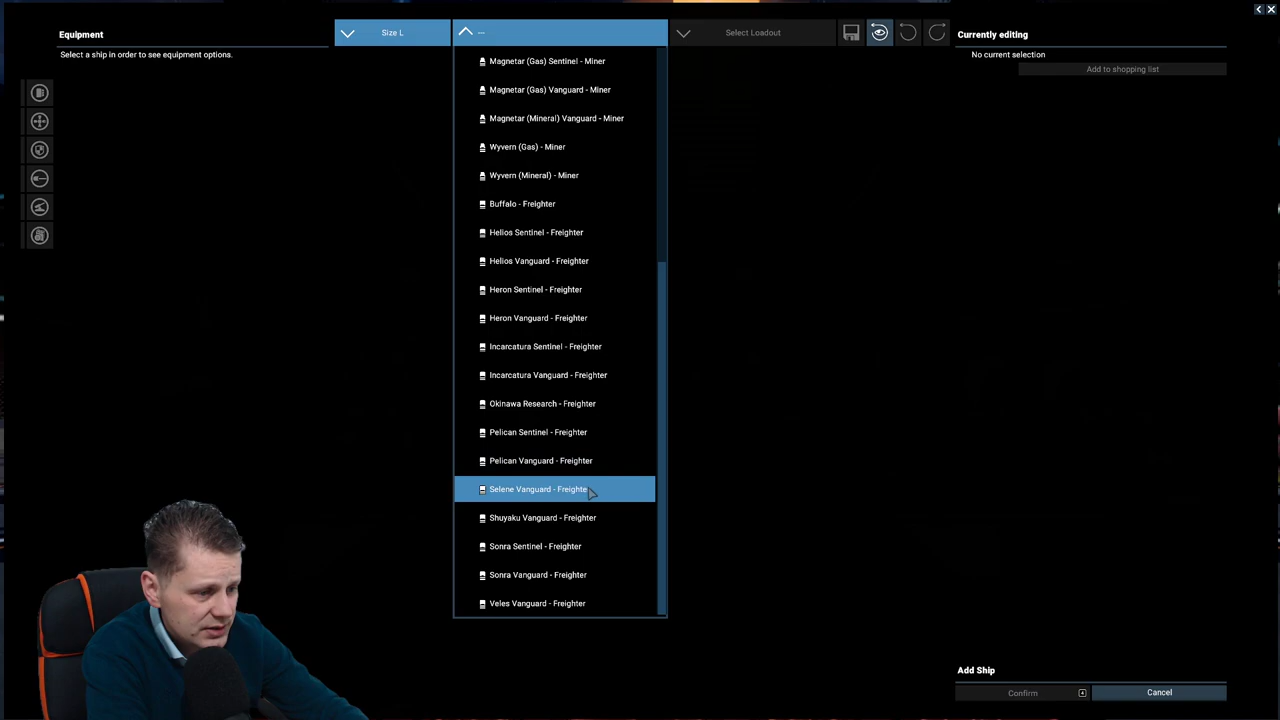 Equipment
Select a ship in order to see equipment options.
Size L
--
Select Loadout
Currently editing
No current selection
Add to shopping list
Magnetar (Gas) Sentinel - Miner
Magnetar (Gas) Vanguard - Miner
Magnetar (Mineral) Vanguard - Miner
Wyvern (Gas) - Miner
Wyvern (Mineral) - Miner
Buffalo - Freighter
Helios Sentinel - Freighter
Helios Vanguard - Freighter
Heron Sentinel - Freighter
Heron Vanguard - Freighter
Incarcatura Sentinel - Freighter
Incarcatura Vanguard - Freighter
Okinawa Research - Freighter
Pelican Sentinel - Freighter
Pelican Vanguard - Freighter
Selene Vanguard - Freighte
Shuyaku Vanguard - Freighter
Sonra Sentinel - Freighter
Sonra Vanguard - Freighter
Veles Vanguard - Freighter
Add Ship
Confirm
Cancel